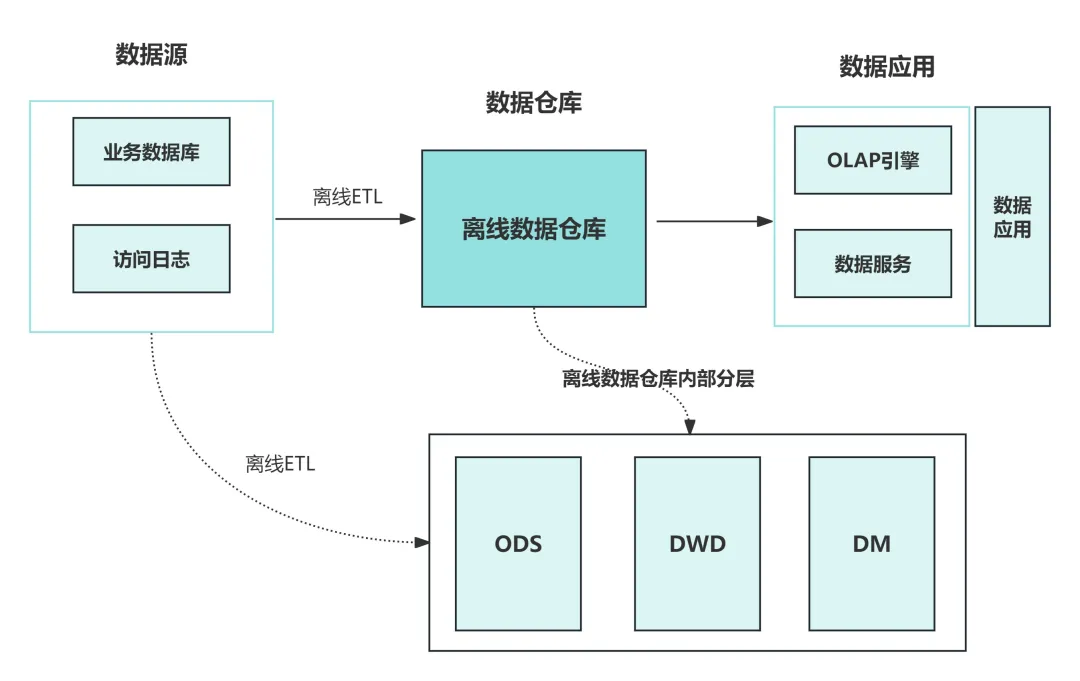 数据源
业务数据库
访问日志
离线ETL
数据仓库
离线数据仓库
数据应用
OLAP引擎
数据服务
数据
应用
离线数据仓库内部分层
离线ETL
ODS
DWD
DM